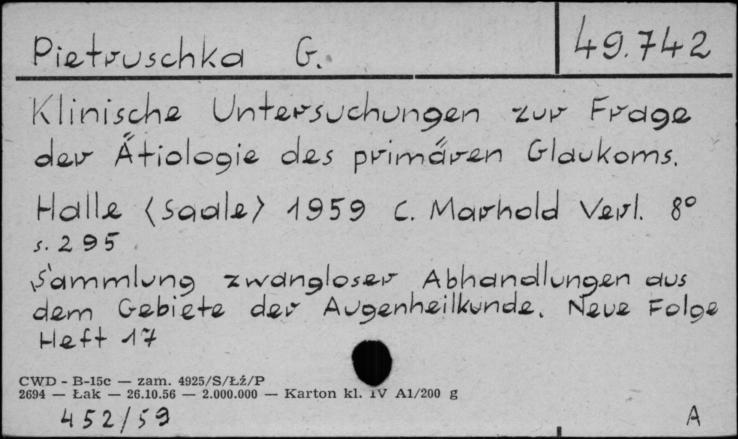 Pietruschka G. 49.742
Klinische Untersuchungen zur Frage
der Ätiologie des primären Glaukoms.
Halle <Saale> 1959 C. Marhold Verl. 8°
s. 295
Sammlung zwangloser Abhandlungen aus
dem Gebiete der Augenheilkunde. Neue Folge
Heft 17
CWD - B-15c — zam. 4925/S/Łź/P
2694 — Łak — 26.10.56 — 2.000.000 — Karton kl. IV A1/200 g
452/59 A